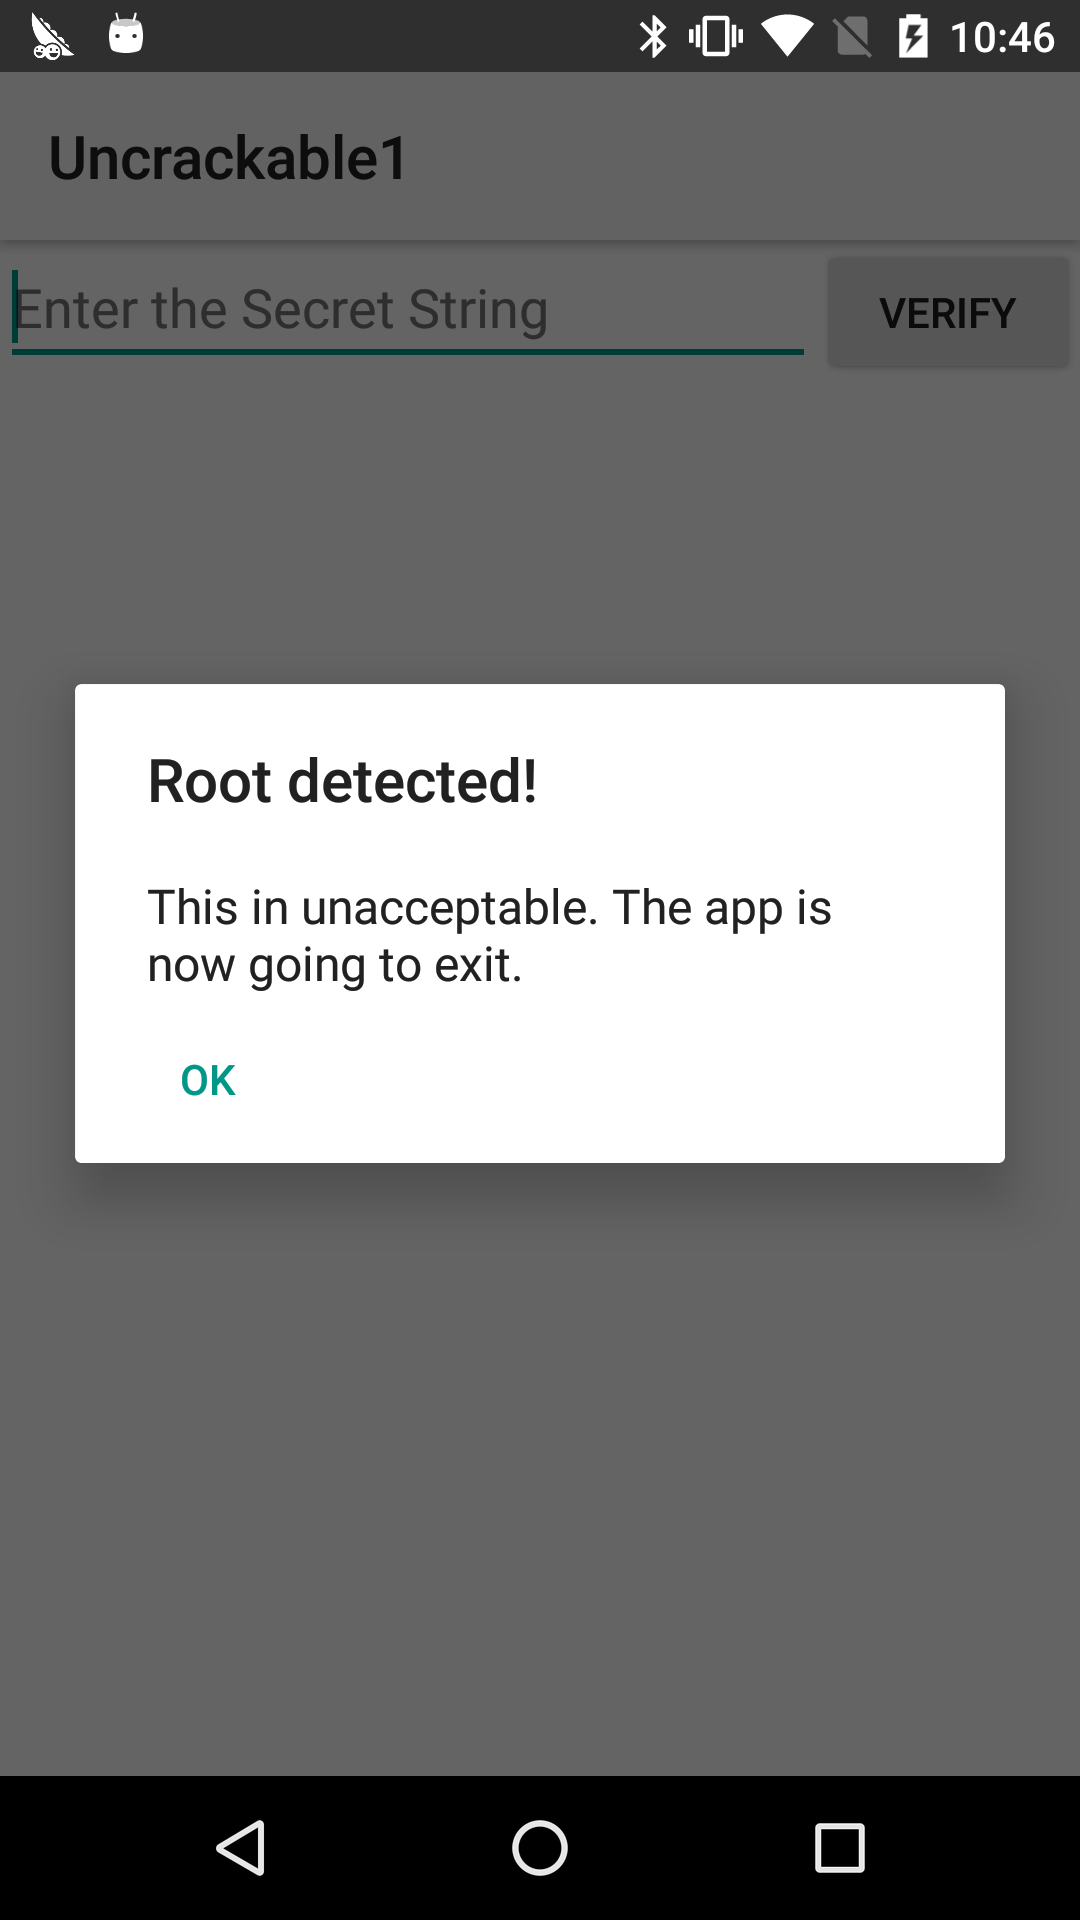 10:46
Uncrackable1
Enter the Secret String
VERIFY
Root detected!
This in unacceptable. The app is
now going to exit.
OK